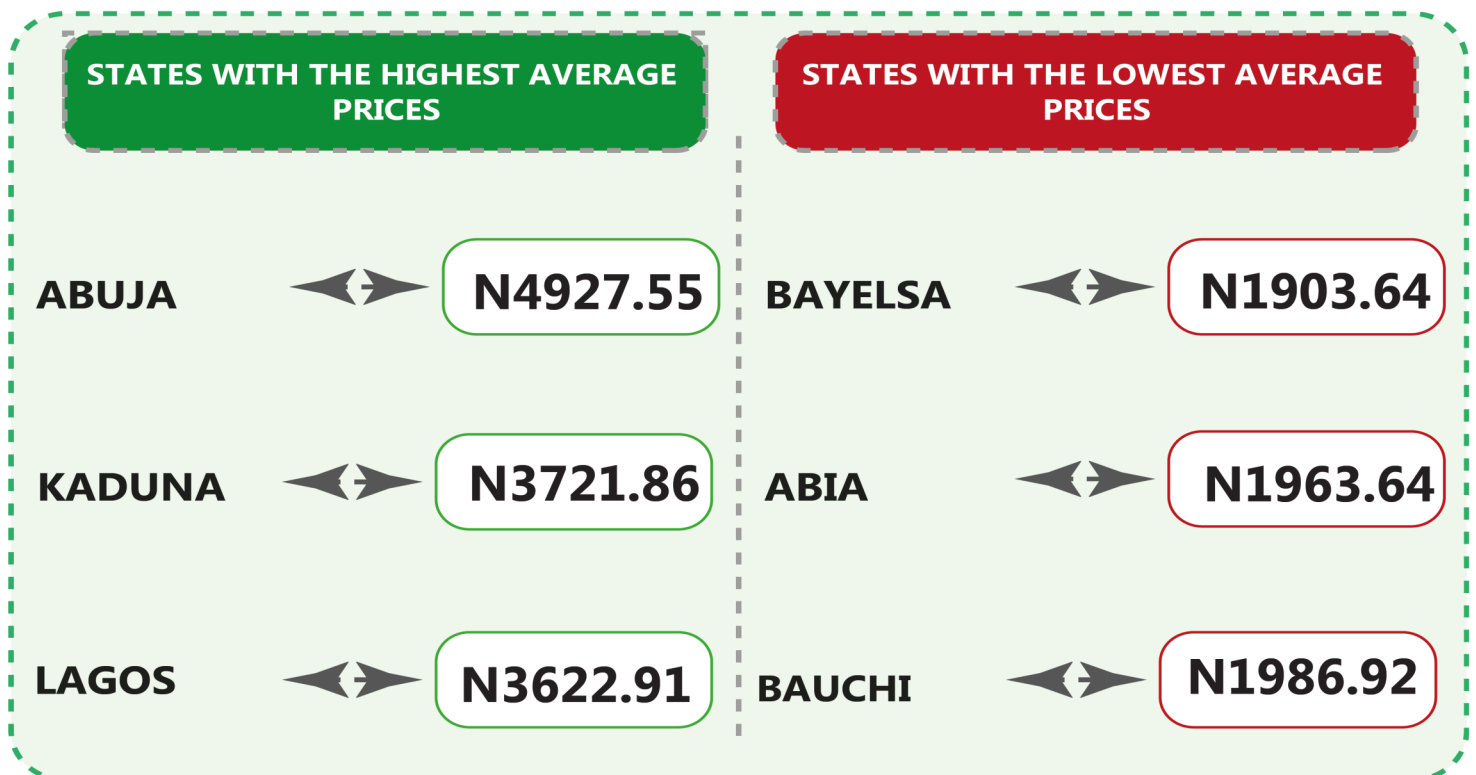 STATES WITH THE HIGHEST AVERAGE
PRICES
ABUJA N4927.55
KADUNA N3721.86
LAGOS N3622.91
STATES WITH THE LOWEST AVERAGE
PRICES
BAYELSA N1903.64
ABIA N1963.64
BAUCHI N1986.92